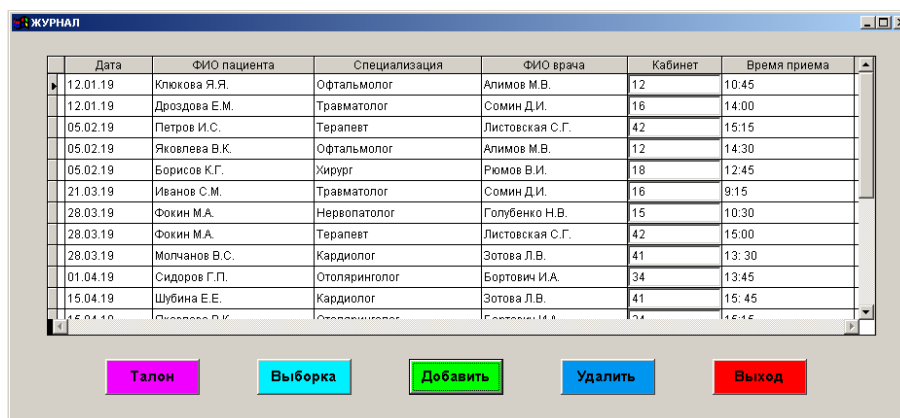 ЖУРНАЛ
Дата ФИО пациента Специализация ФИО врача Кабинет Время приема
12.01.19 Клюкова Я.Я. Офтальмолог Алимов М.В. 12 10:45
12.01.19 Дроздова Е.М. Травматолог Сомин Д.И. 16 14:00
05.02.19 Петров И.С. Терапевт Листовская С.Г. 42 15:15
05.02.19 Яковлева В.К. Офтальмолог Алимов М.В. 12 14:30
05.02.19 Борисов К.Г. Хирург Рюмов В.И. 18 12:45
21.03.19 Иванов С.М. Травматолог Сомин Д.И. 16 9:15
28.03.19 Фокин М.А. Невропатолог Голубенко Н.В. 15 10:30
28.03.19 Фокин М.А. Терапевт Листовская С.Г. 42 15:00
28.03.19 Молчанов В.С. Кардиолог Зотова Л.В. 41 13: 30
01.04.19 Сидоров Г.П. Отоляринголог Бортович И.А. 34 13:45
15.04.19 Шубина Е.Е. Кардиолог Зотова Л.В. 41 15: 45
Талон Выборка Добавить Удалить Выход